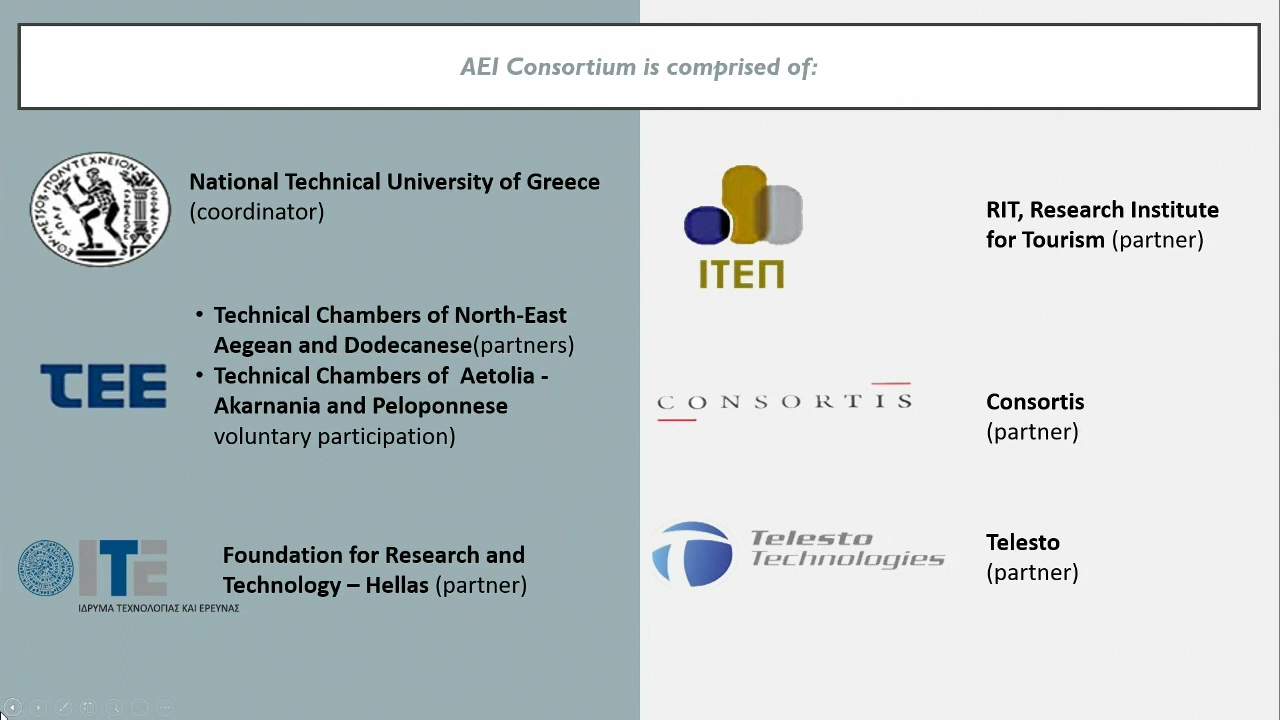 AEI Consortium is comprised of:
National Technical University of Greece
(coordinator)
• Technical Chambers of North-East
Aegean and Dodecanese(partners)
• Technical Chambers of  Aetolia -
Akarnania and Peloponnese
voluntary participation)
ΤΕΕ
Foundation for Research and
Technology – Hellas (partner)
ΙΤΕ
ΙΔΡΥΜΑ ΤΕΧΝΟΛΟΓΙΑΣ ΚΑΙ ΕΡΕΥΝΑΣ
ΙΤΕΠ
RIT, Research Institute
for Tourism (partner)
CONSORTIS
Consortis
(partner)
Telesto
Technologies
Telesto
(partner)